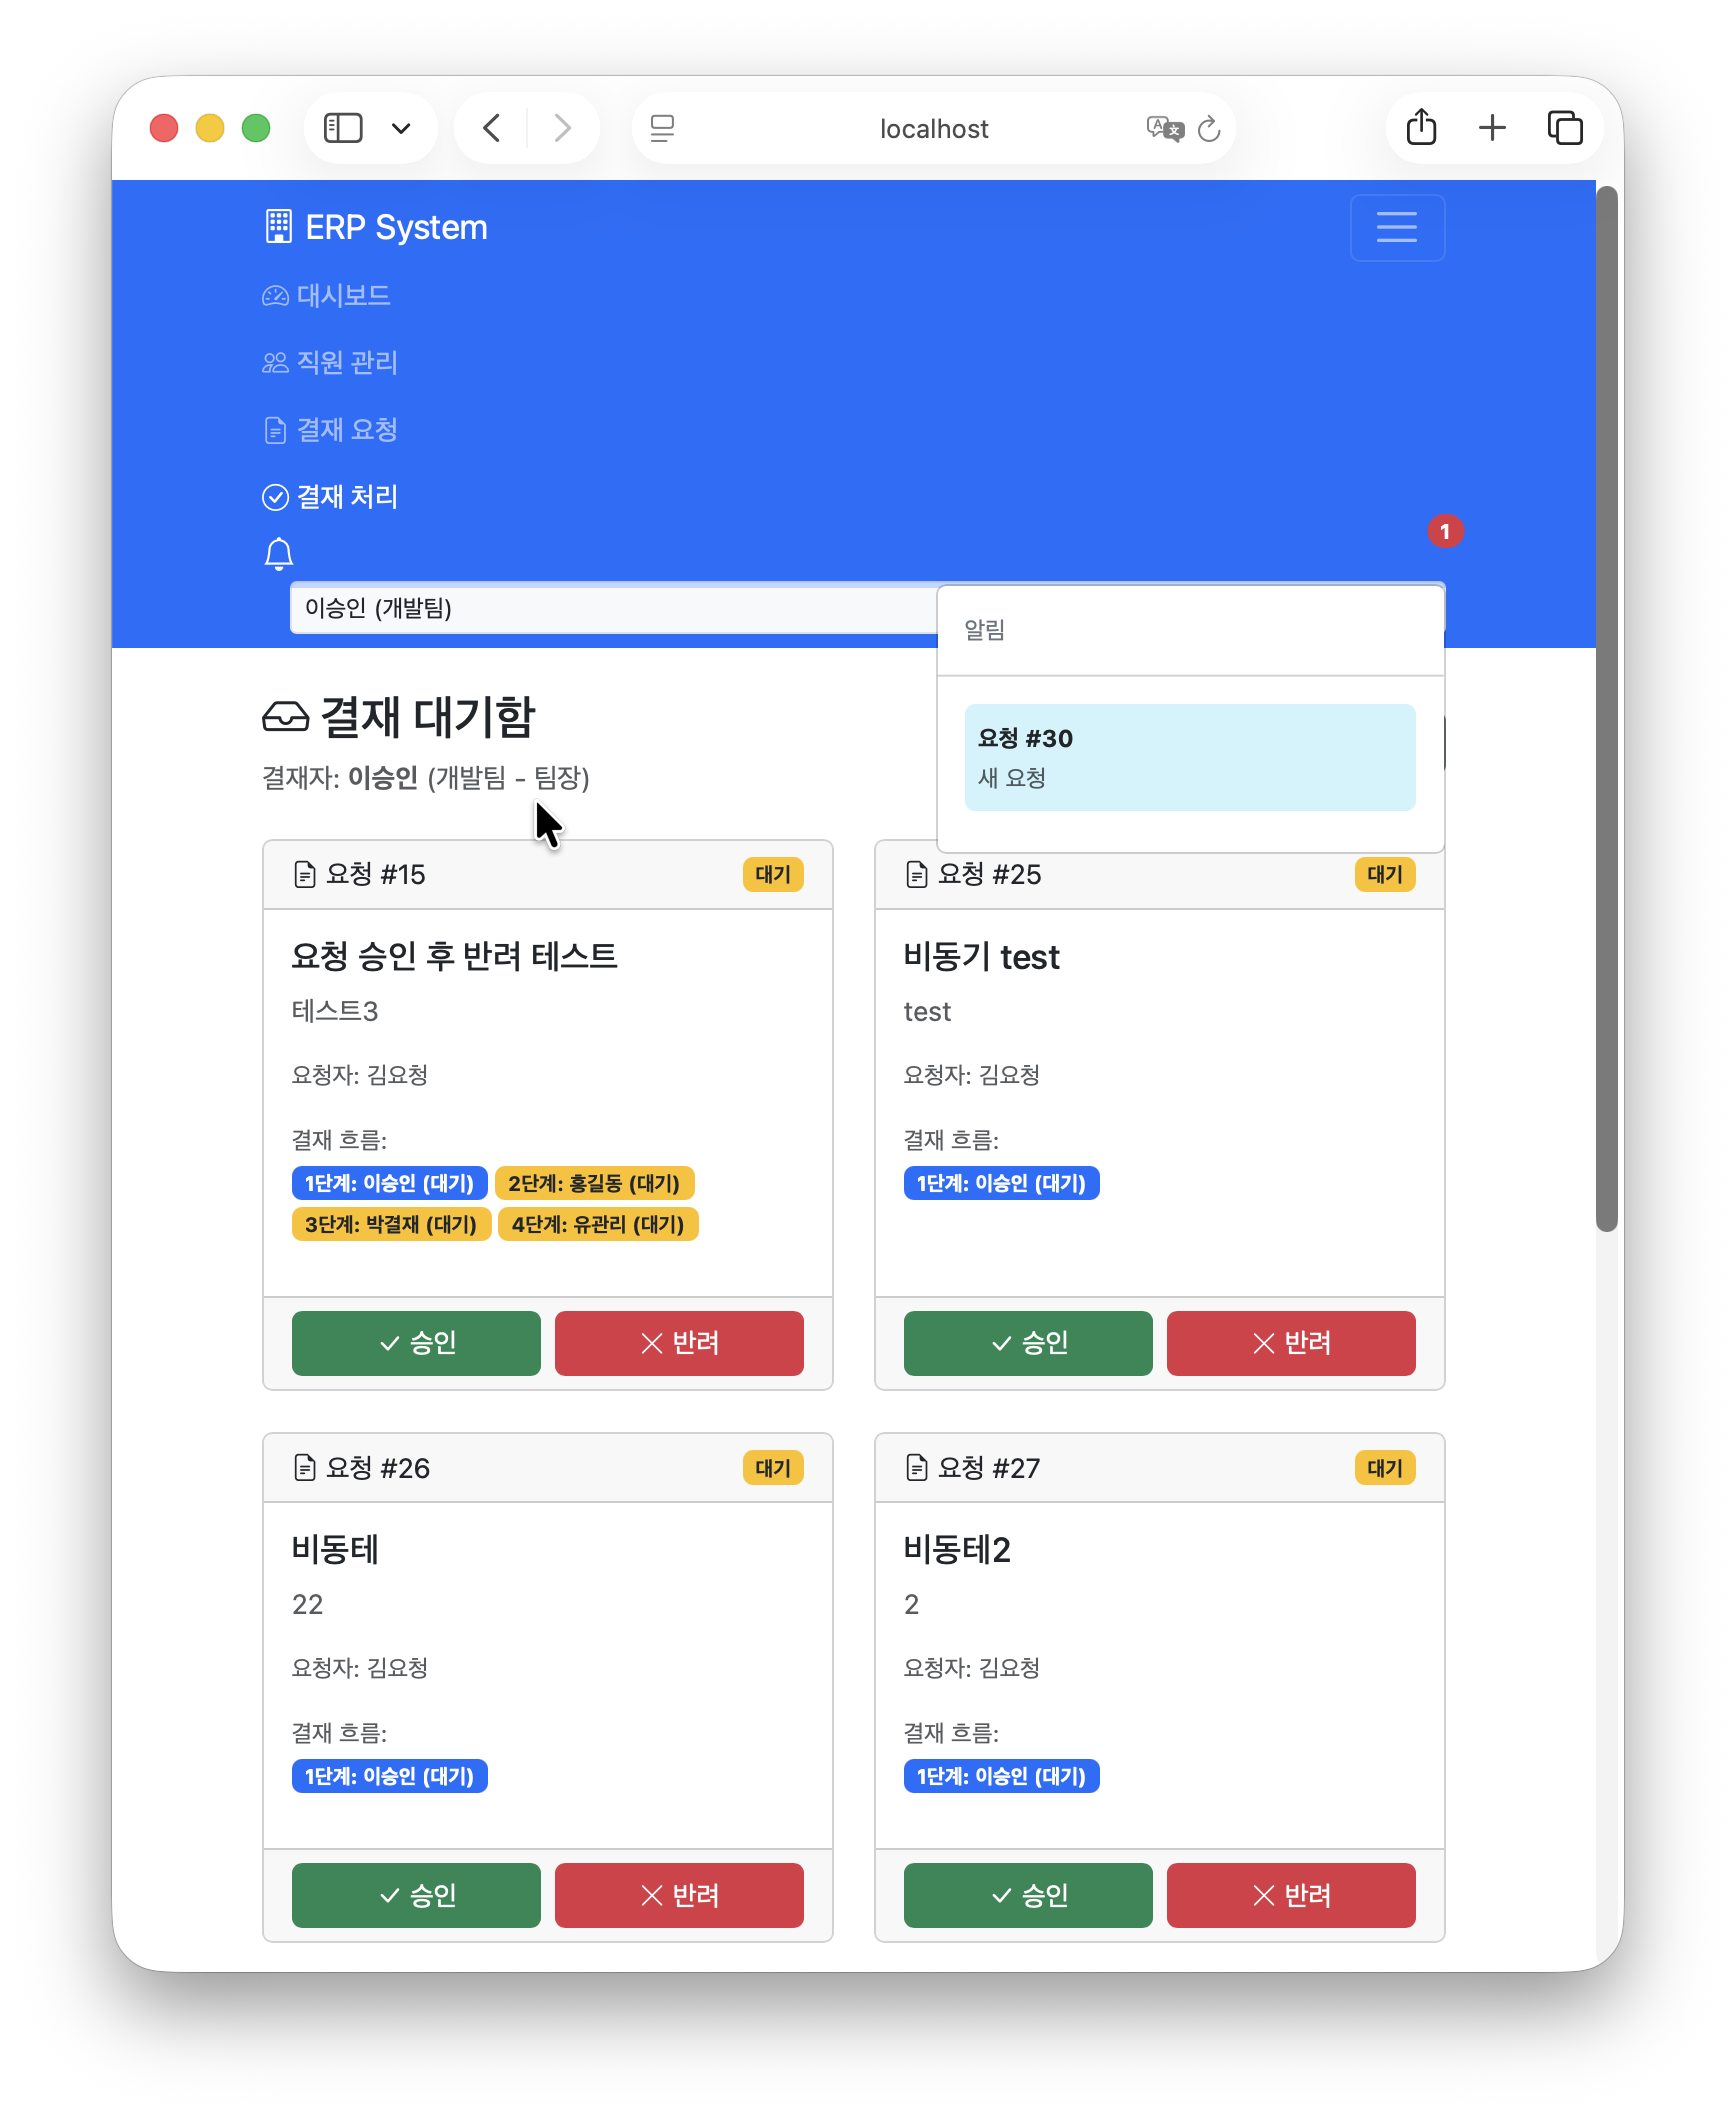 localhost
ERP System
대시보드
직원 관리
결재 요청
결재 처리
1
이승인 (개발팀)
알림
요청 #30
새 요청
결재 대기함
결재자: 이승인 (개발팀 - 팀장)
요청 #15
대기
요청 승인 후 반려 테스트
테스트3
요청자: 김요청
결재 흐름:
1단계: 이승인 (대기) 2단계: 홍길동 (대기)
3단계: 박결재 (대기) 4단계: 유관리 (대기)
승인
반려
요청 #25
대기
비동기 test
test
요청자: 김요청
결재 흐름:
1단계: 이승인 (대기)
승인
반려
요청 #26
대기
비동테
22
요청자: 김요청
결재 흐름:
1단계: 이승인 (대기)
승인
반려
요청 #27
대기
비동테2
2
요청자: 김요청
결재 흐름:
1단계: 이승인 (대기)
승인
반려